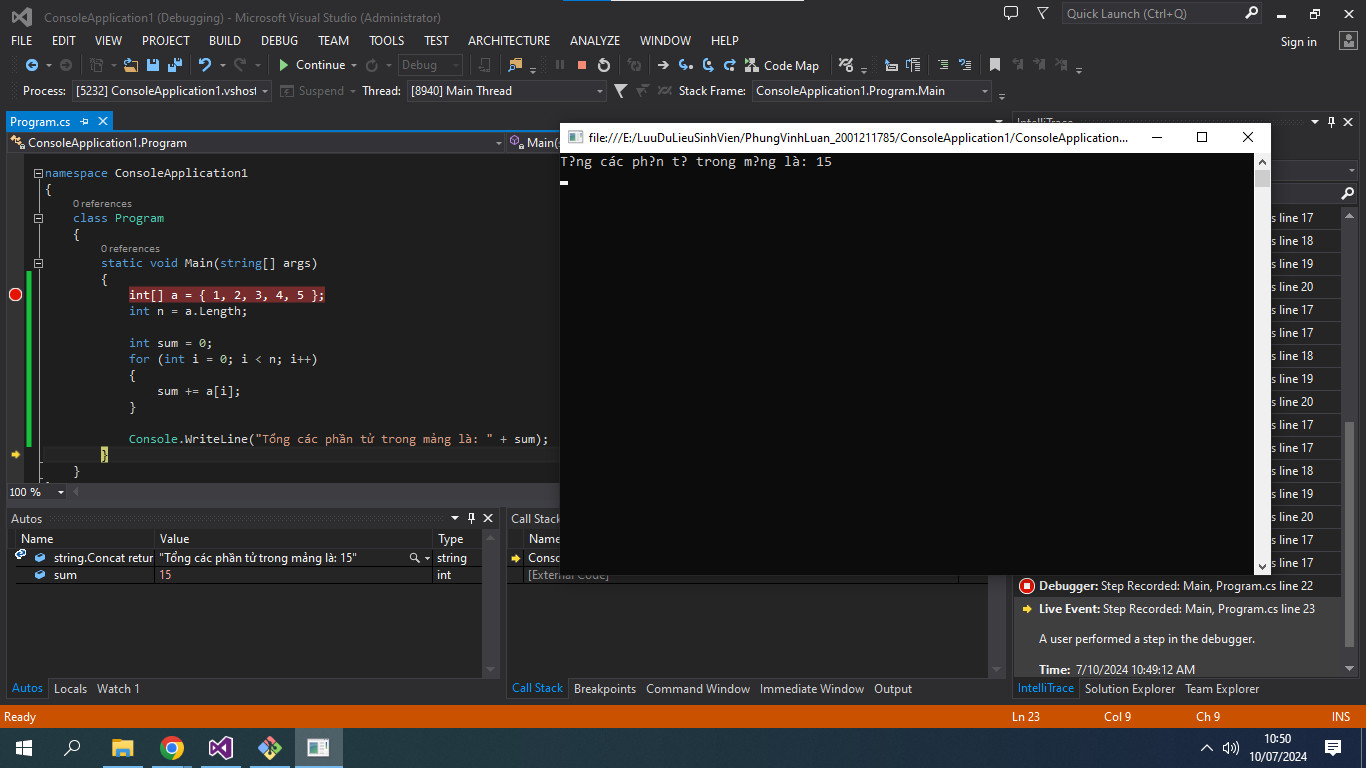 ConsoleApplication1 (Debugging) - Microsoft Visual Studio (Administrator)
Quick Launch (Ctrl+Q)
FILE EDIT VIEW PROJECT BUILD DEBUG TEAM TOOLS TEST ARCHITECTURE ANALYZE WINDOW HELP
Sign in
Continue Debug Code Map
Process: [5232] ConsoleApplication1.vshost Suspend Thread: [8940] Main Thread Stack Frame: ConsoleApplication1.Program.Main
Program.cs
IntelliTrace
ConsoleApplication1.Program
Main(s
file:///E:/LuuDuLieuSinhVien/PhungVinhLuan_2001211785/ConsoleApplication1/ConsoleApplication...
T?ng các ph?n t? trong m?ng là: 15
namespace ConsoleApplication1
{
0 references
class Program
{
0 references
static void Main(string[] args)
{
int[] a = { 1, 2, 3, 4, 5 };
int n = a.Length;
int sum = 0;
for (int i = 0; i < n; i++)
{
sum += a[i];
}
Console.WriteLine("Tổng các phần tử trong mảng là: " + sum);
}
}
100 %
s line 17
s line 18
s line 19
s line 20
s line 17
s line 17
s line 18
s line 19
s line 20
s line 17
s line 17
s line 18
s line 19
s line 20
s line 17
s line 17
Debugger: Step Recorded: Main, Program.cs line 22
Live Event: Step Recorded: Main, Program.cs line 23
A user performed a step in the debugger.
Time: 7/10/2024 10:49:12 AM
Autos
Name Value Type
string.Concat retur "Tổng các phần tử trong mảng là: 15" string
sum 15 int
Call Stack
Name
Conso
[External Code]
Autos Locals Watch 1
Call Stack Breakpoints Command Window Immediate Window Output
IntelliTrace Solution Explorer Team Explorer
Ready
Ln 23 Col 9 Ch 9 INS
10:50
10/07/2024